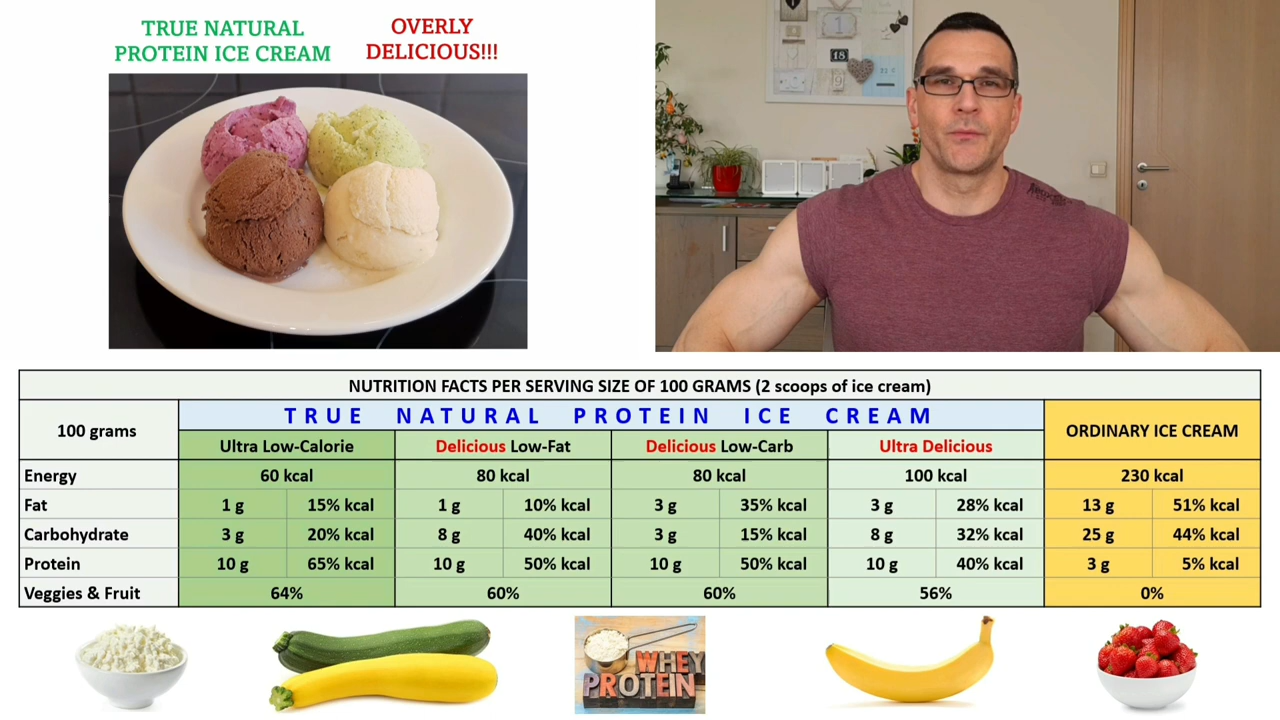 TRUE NATURAL
PROTEIN ICE CREAM
OVERLY
DELICIOUS!!!
18
NUTRITION FACTS PER SERVING SIZE OF 100 GRAMS (2 scoops of ice cream)
100 grams
TRUE NATURAL PROTEIN ICE CREAM
ORDINARY ICE CREAM
Ultra Low-Calorie Delicious Low-Fat Delicious Low-Carb Ultra Delicious
Energy 60 kcal 80 kcal 80 kcal 100 kcal 230 kcal
Fat 1 g 15% kcal 1 g 10% kcal 3 g 35% kcal 3 g 28% kcal 13 g 51% kcal
Carbohydrate 3 g 20% kcal 8 g 40% kcal 3 g 15% kcal 8 g 32% kcal 25 g 44% kcal
Protein 10 g 65% kcal 10 g 50% kcal 10 g 50% kcal 10 g 40% kcal 3 g 5% kcal
Veggies & Fruit 64% 60% 60% 56% 0%
WHEY
PROTEIN